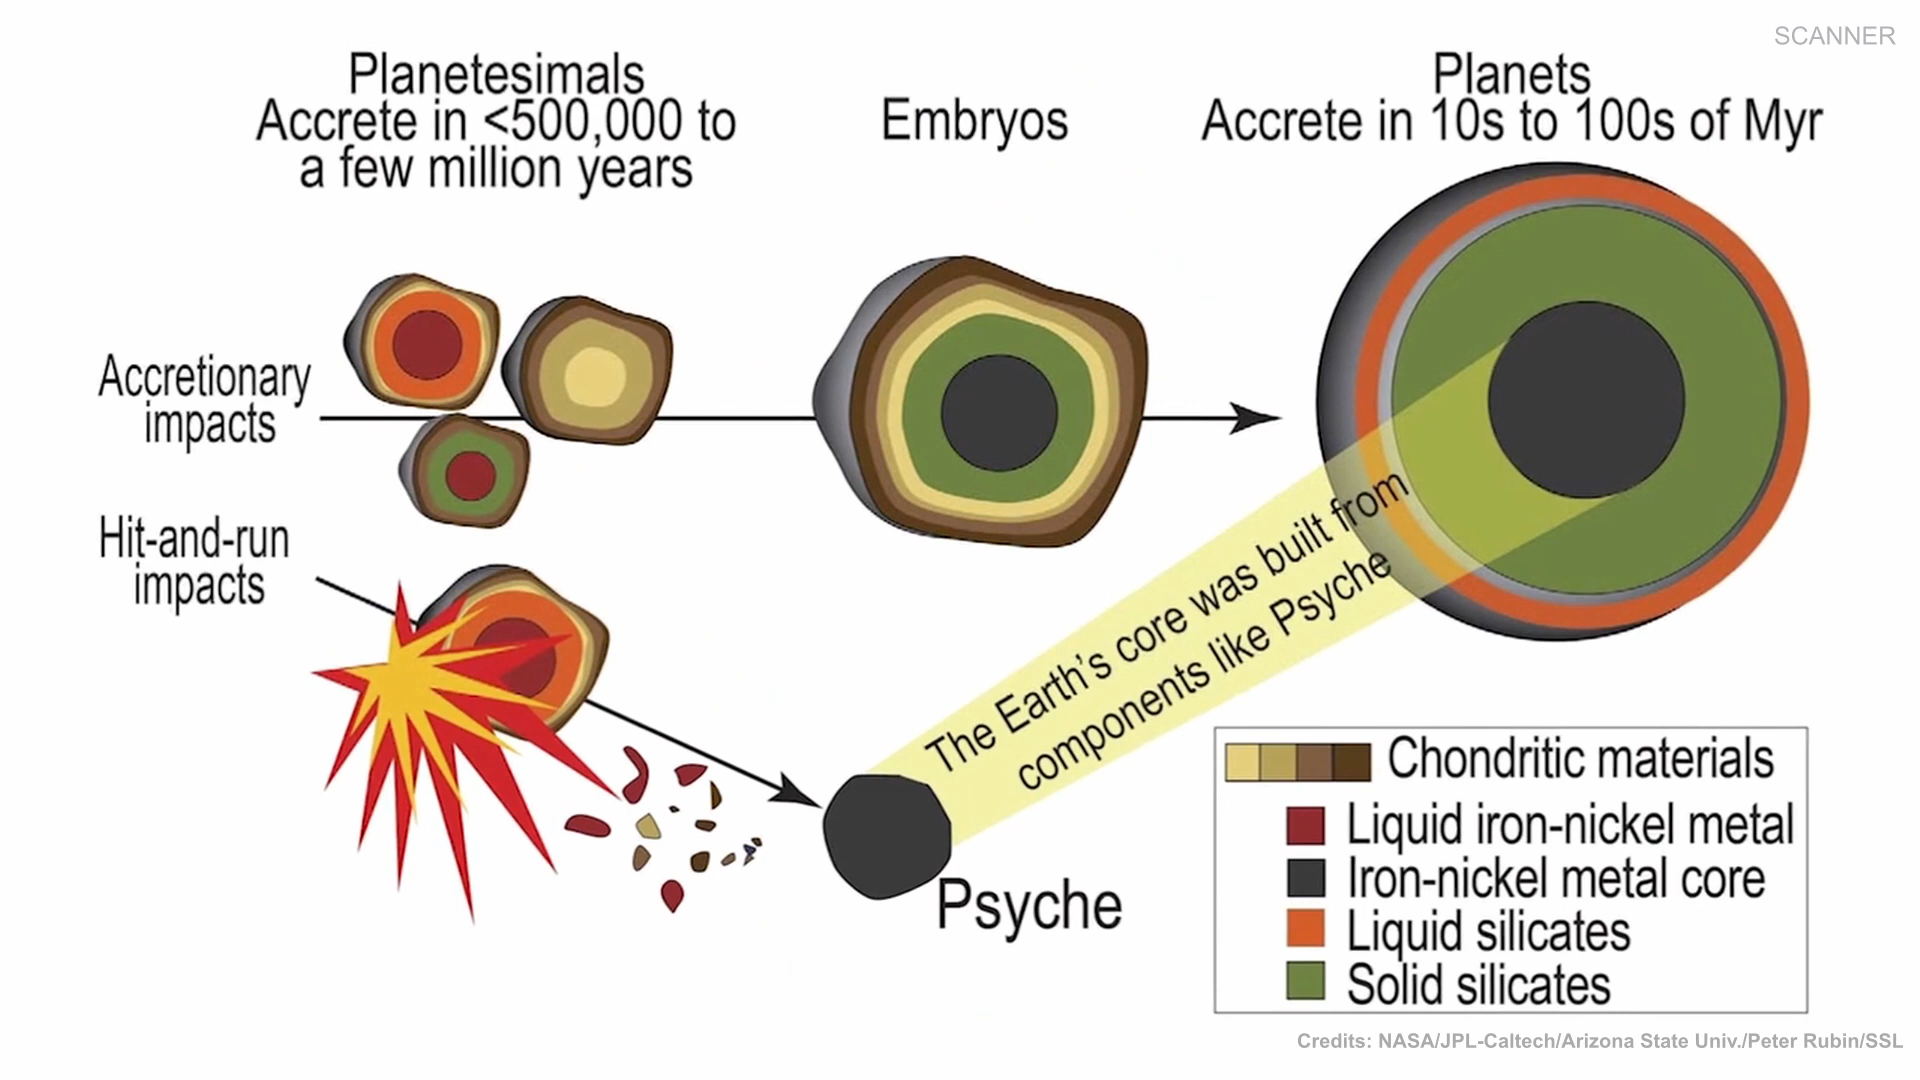 SCANNER
Planetesimals
Accrete in <500,000 to
a few million years
Embryos
Planets
Accrete in 10s to 100s of Myr
Accretionary
impacts
Hit-and-run
impacts
The Earth's core was built from
components like Psyche
Psyche
Chondritic materials
Liquid iron-nickel metal
Iron-nickel metal core
Liquid silicates
Solid silicates
Credits: NASA/JPL-Caltech/Arizona State Univ./Peter Rubin/SSL